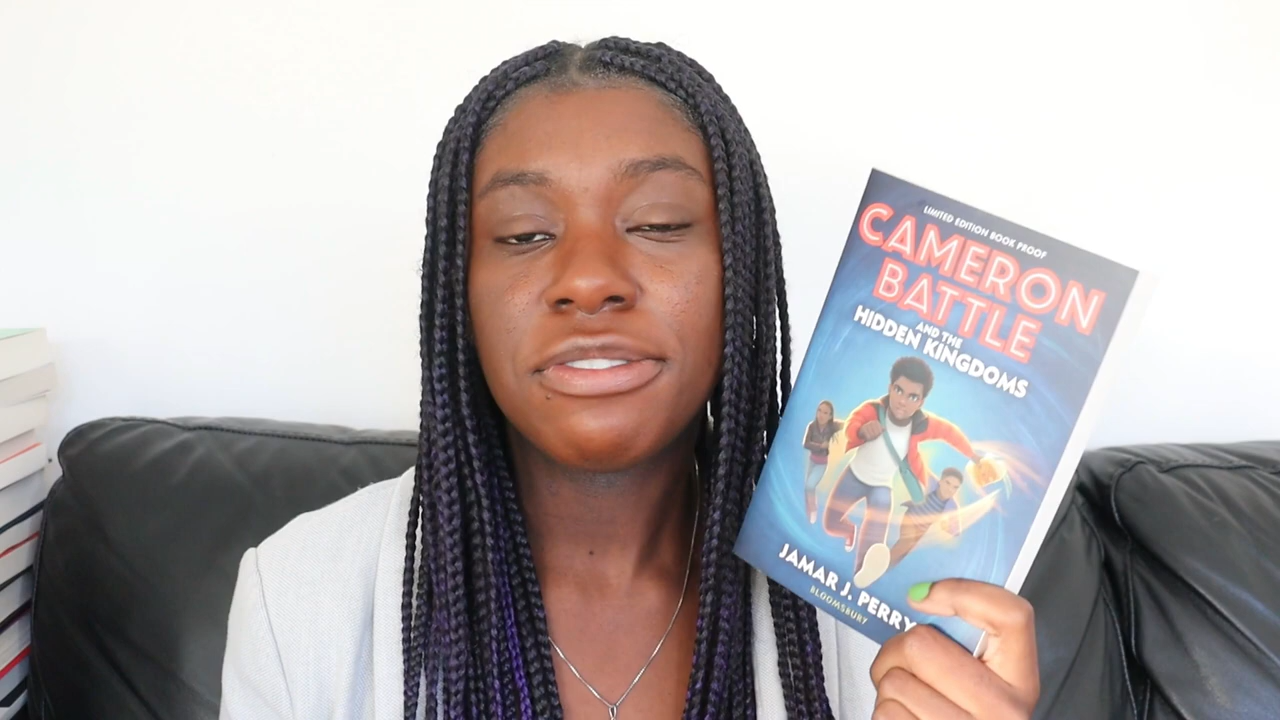 LIMITED EDITION BOOK PROOF
CAMERON
BATTLE
AND THE
HIDDEN KINGDOMS
JAMAR J. PERRY
BLOOMSBURY